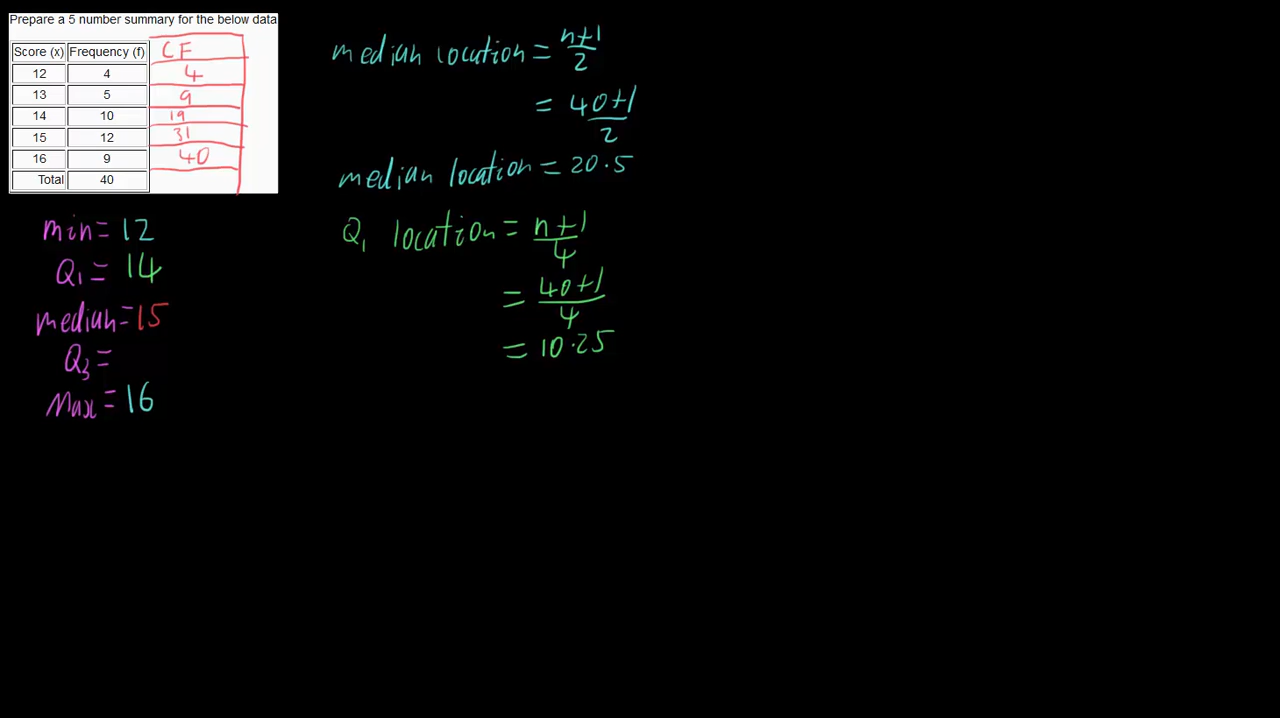 Prepare a 5 number summary for the below data
Score (x) Frequency (f) CF
12 4 4
13 5 9
14 10 19
15 12 31
16 9 40
Total 40
min = 12
Q1 = 14
median = 15
Q3 =
Max = 16
median location = n+1
2
= 40+1
2
median location = 20.5
Q1 location = n+1
4
= 40+1
4
= 10.25